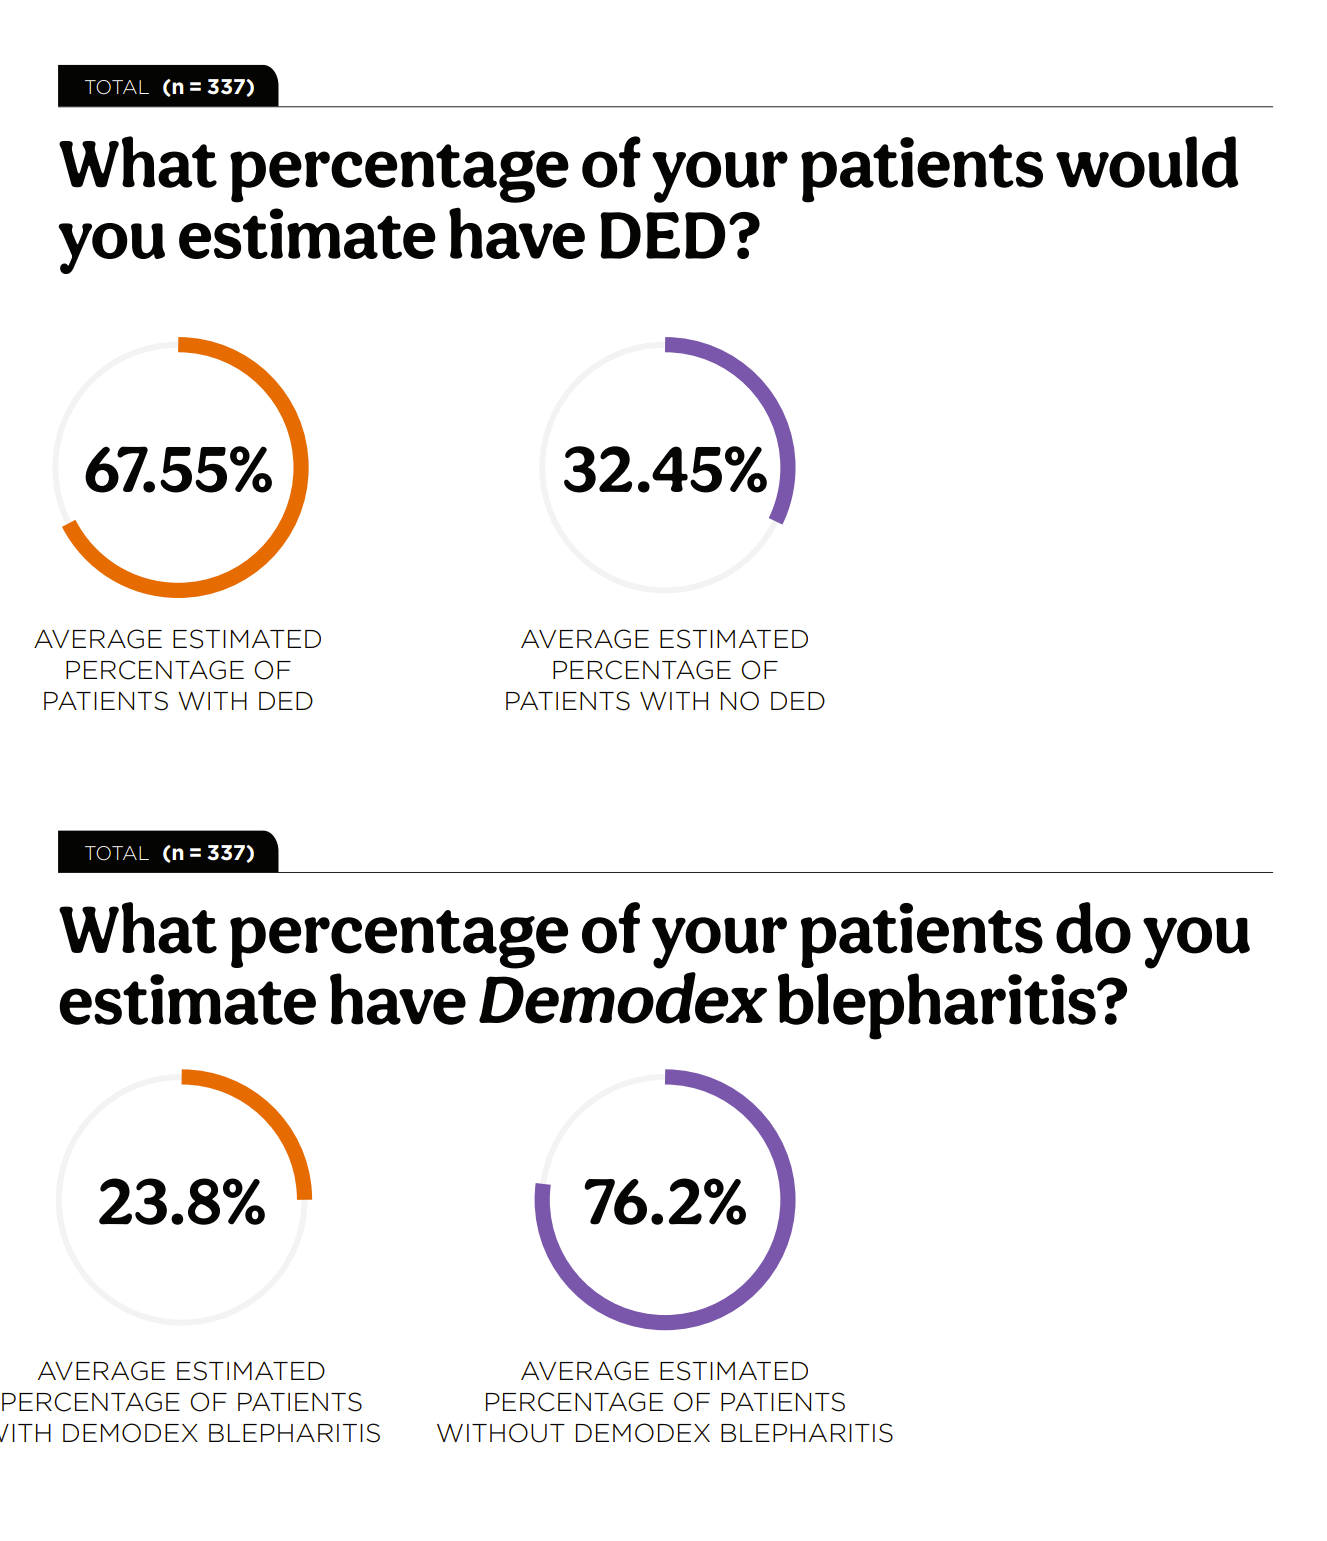 TOTAL (n = 337)
What percentage of your patients would
you estimate have DED?
67.55%
32.45%
AVERAGE ESTIMATED
PERCENTAGE OF
PATIENTS WITH DED
AVERAGE ESTIMATED
PERCENTAGE OF
PATIENTS WITH NO DED
TOTAL (n = 337)
What percentage of your patients do you
estimate have Demodex blepharitis?
23.8%
76.2%
AVERAGE ESTIMATED
PERCENTAGE OF PATIENTS
WITH DEMODEX BLEPHARITIS
AVERAGE ESTIMATED
PERCENTAGE OF PATIENTS
WITHOUT DEMODEX BLEPHARITIS